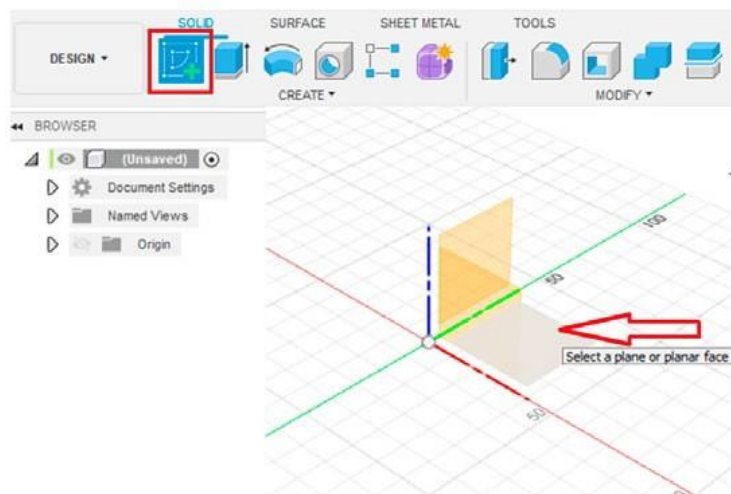 SOLID SURFACE SHEET METAL TOOLS
DESIGN ▾
CREATE ▾ MODIFY ▾
BROWSER
(Unsaved)
Document Settings
Named Views
Origin
100
50
Select a plane or planar face
50